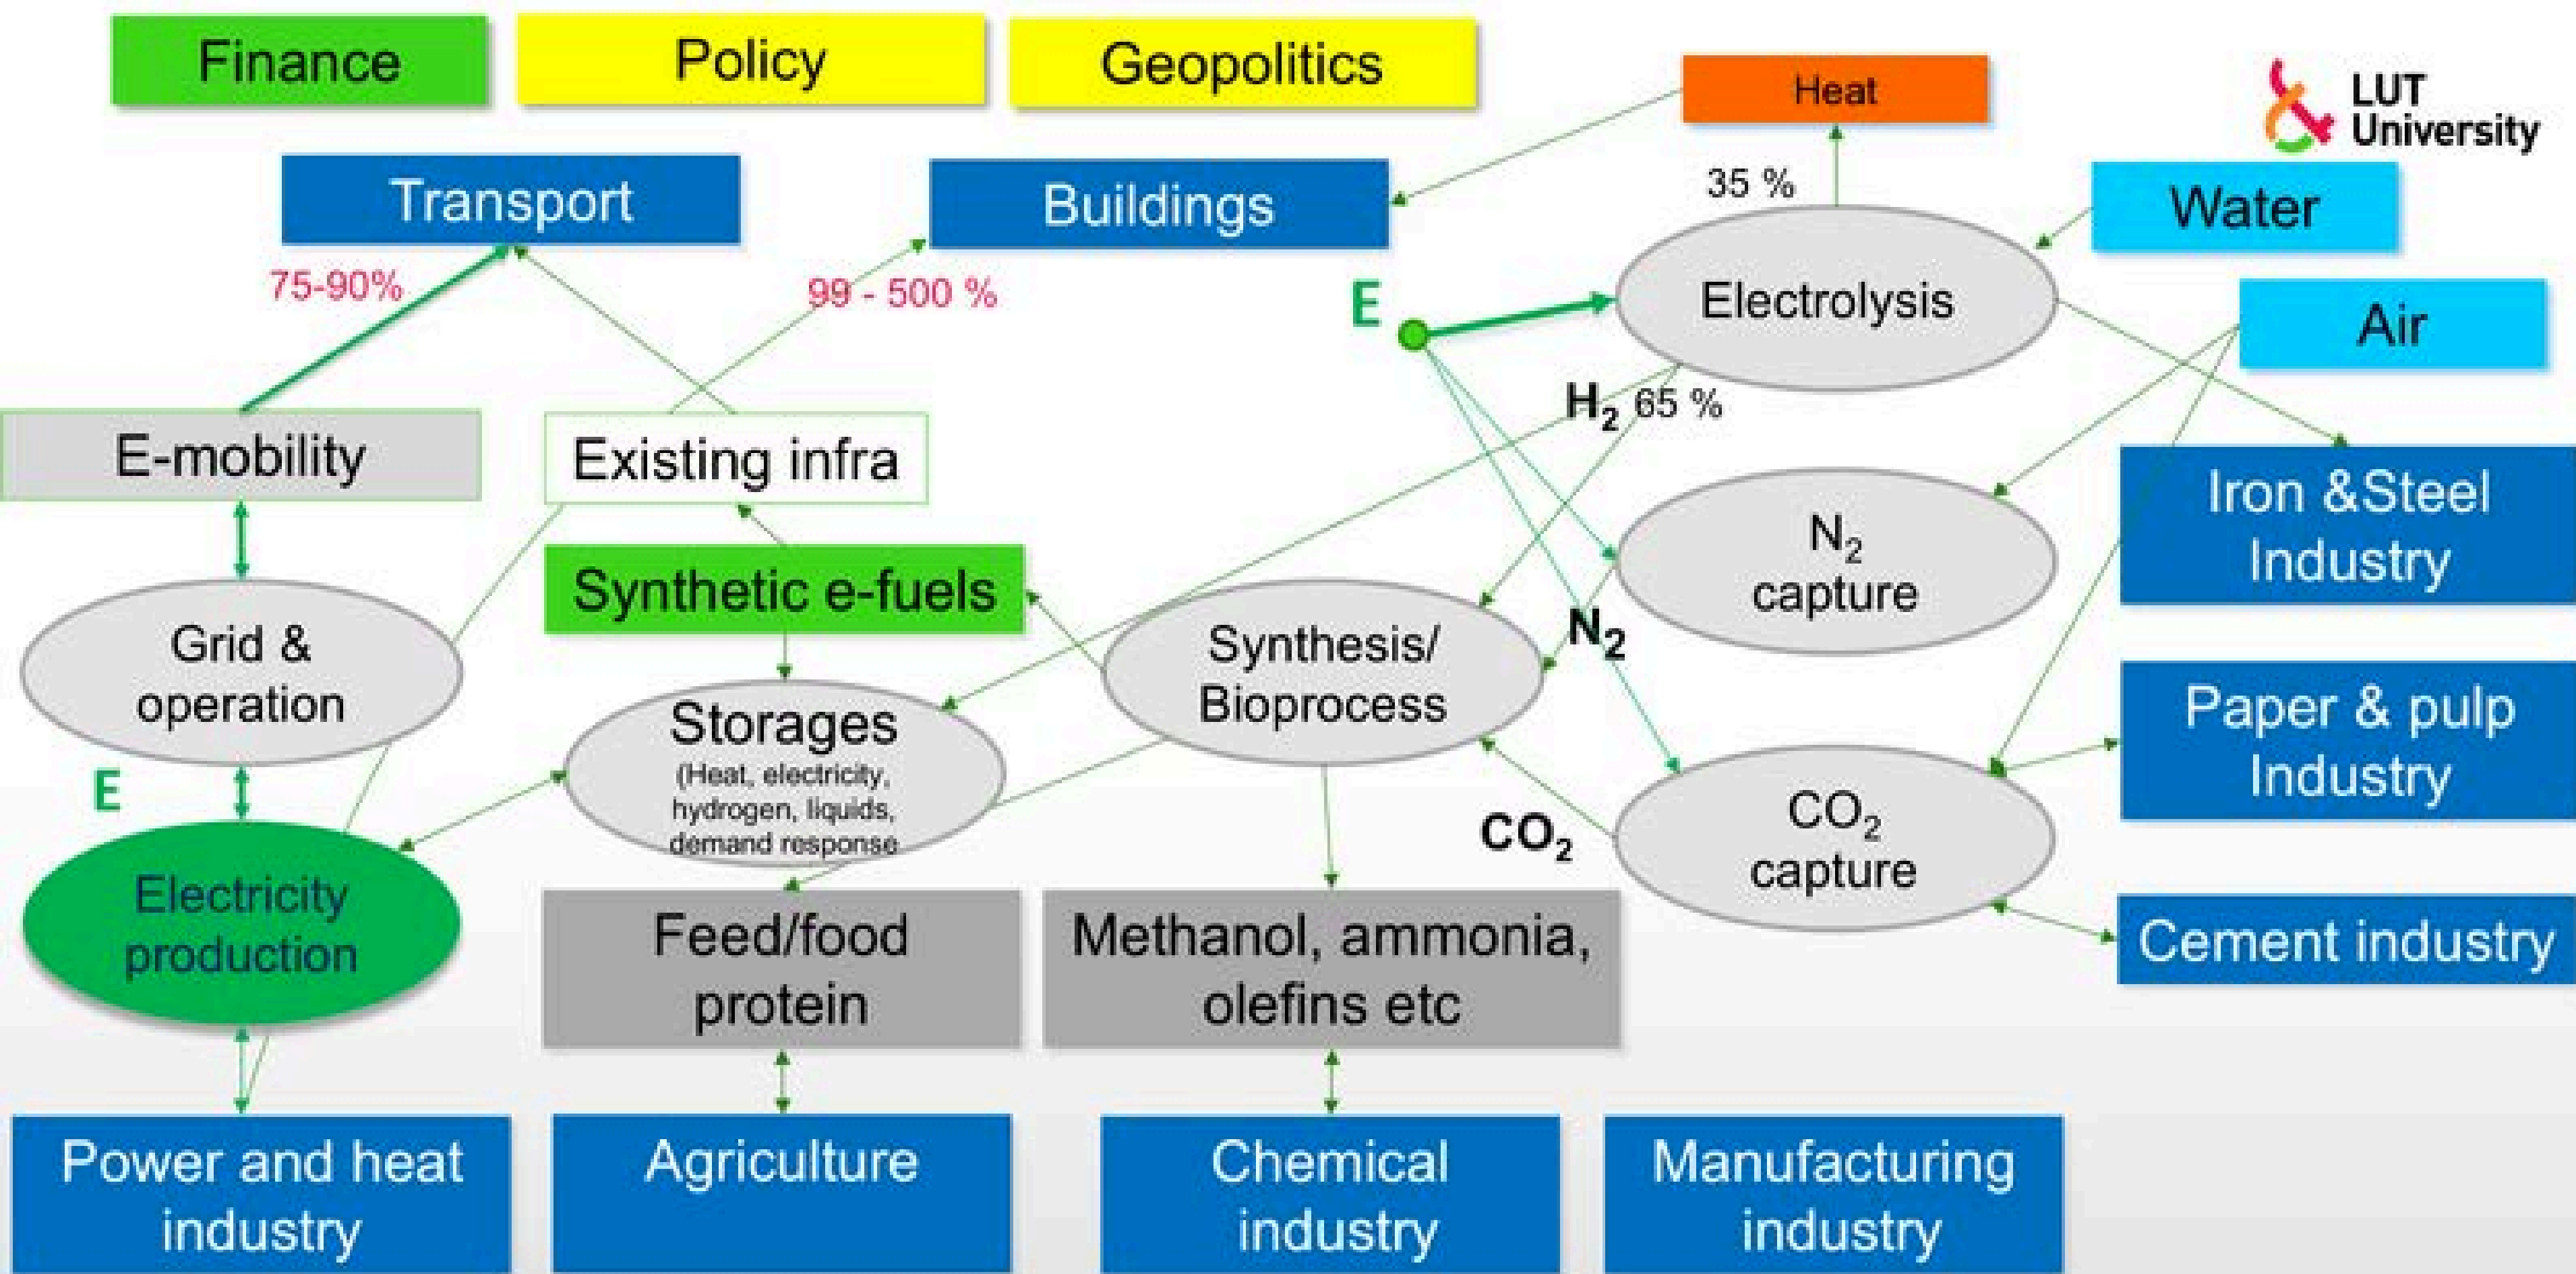 Finance
Policy
Geopolitics
Heat
LUT
University
Transport
Buildings
35 %
Water
75-90%
99 - 500 %
E
Electrolysis
Air
H₂ 65 %
E-mobility
Existing infra
Iron &Steel
Industry
N₂
capture
Synthetic e-fuels
Grid &
operation
Synthesis/
Bioprocess
N₂
Storages
(Heat, electricity,
hydrogen, liquids,
demand response
Paper & pulp
Industry
E
CO₂
CO₂
capture
Electricity
production
Feed/food
protein
Methanol, ammonia,
olefins etc
Cement industry
Power and heat
industry
Agriculture
Chemical
industry
Manufacturing
industry